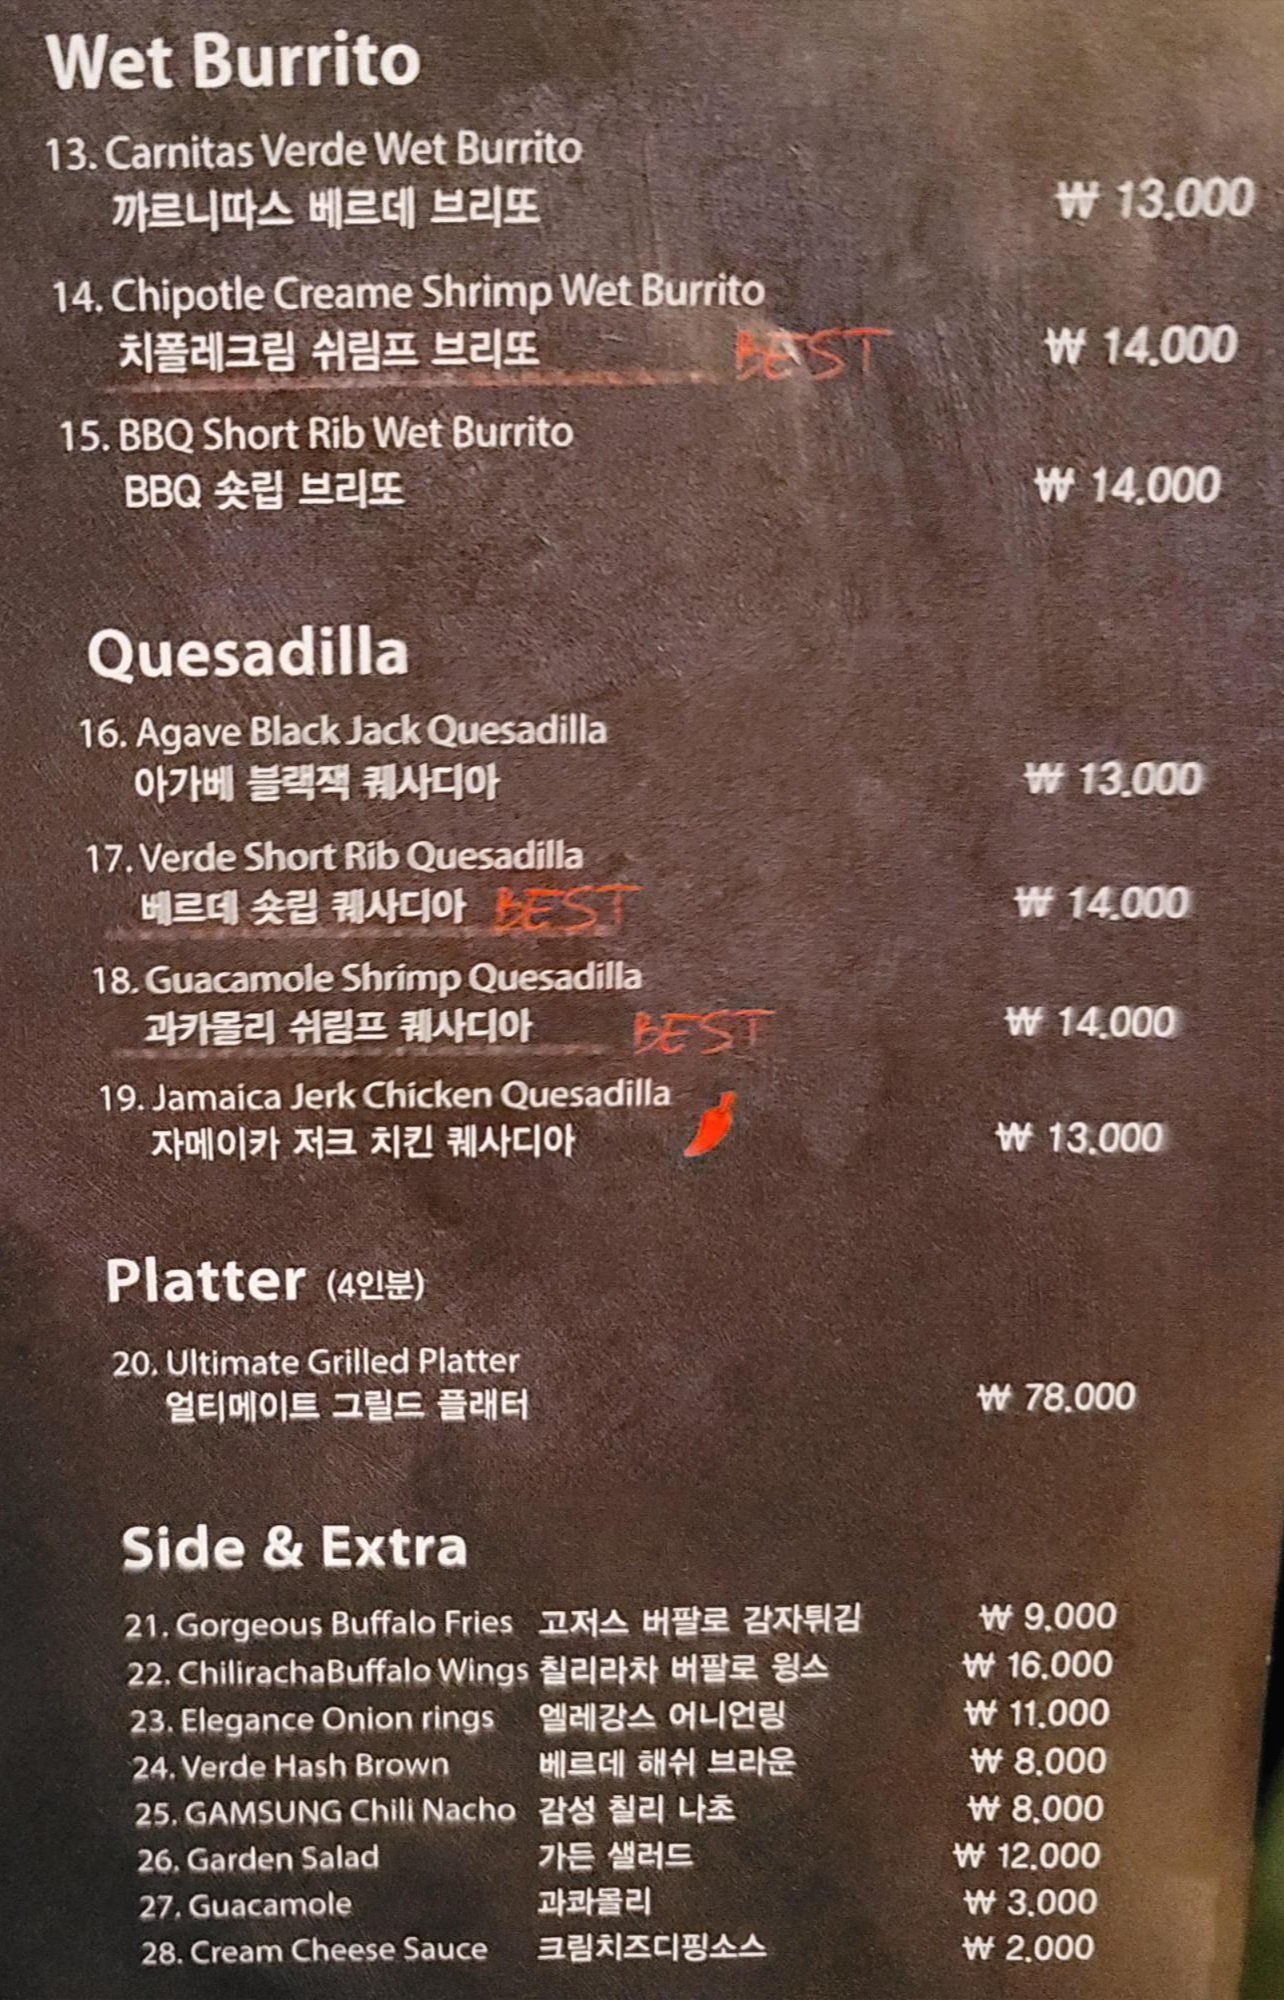 Wet Burrito
13. Carnitas Verde Wet Burrito
까르니따스 베르데 브리또 ₩ 13.000
14. Chipotle Creame Shrimp Wet Burrito
치폴레크림 쉬림프 브리또 BEST ₩ 14.000
15. BBQ Short Rib Wet Burrito
BBQ 숏립 브리또 ₩ 14.000
Quesadilla
16. Agave Black Jack Quesadilla
아가베 블랙잭 퀘사디아 ₩ 13.000
17. Verde Short Rib Quesadilla
베르데 숏립 퀘사디아 BEST ₩ 14.000
18. Guacamole Shrimp Quesadilla
과카몰리 쉬림프 퀘사디아 BEST ₩ 14.000
19. Jamaica Jerk Chicken Quesadilla
자메이카 저크 치킨 퀘사디아 ₩ 13.000
Platter (4인분)
20. Ultimate Grilled Platter
얼티메이트 그릴드 플래터 ₩ 78.000
Side & Extra
21. Gorgeous Buffalo Fries 고저스 버팔로 감자튀김 ₩ 9.000
22. ChilirachaBuffalo Wings 칠리라차 버팔로 윙스 ₩ 16.000
23. Elegance Onion rings 엘레강스 어니언링 ₩ 11.000
24. Verde Hash Brown 베르데 해쉬 브라운 ₩ 8.000
25. GAMSUNG Chili Nacho 감성 칠리 나초 ₩ 8.000
26. Garden Salad 가든 샐러드 ₩ 12.000
27. Guacamole 과콰몰리 ₩ 3.000
28. Cream Cheese Sauce 크림치즈디핑소스 ₩ 2.000